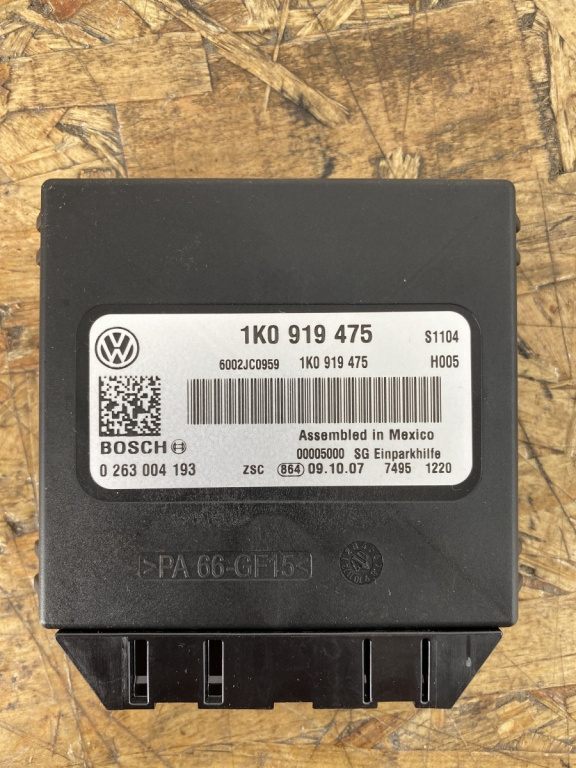 1K0 919 475 S1104
6002JC0959 1K0 919 475 H005
Assembled in Mexico
BOSCH
00005000 SG Einparkhilfe
0 263 004 193 ZSC 864 09.10.07 7495 1220
>PA 66-GF15<